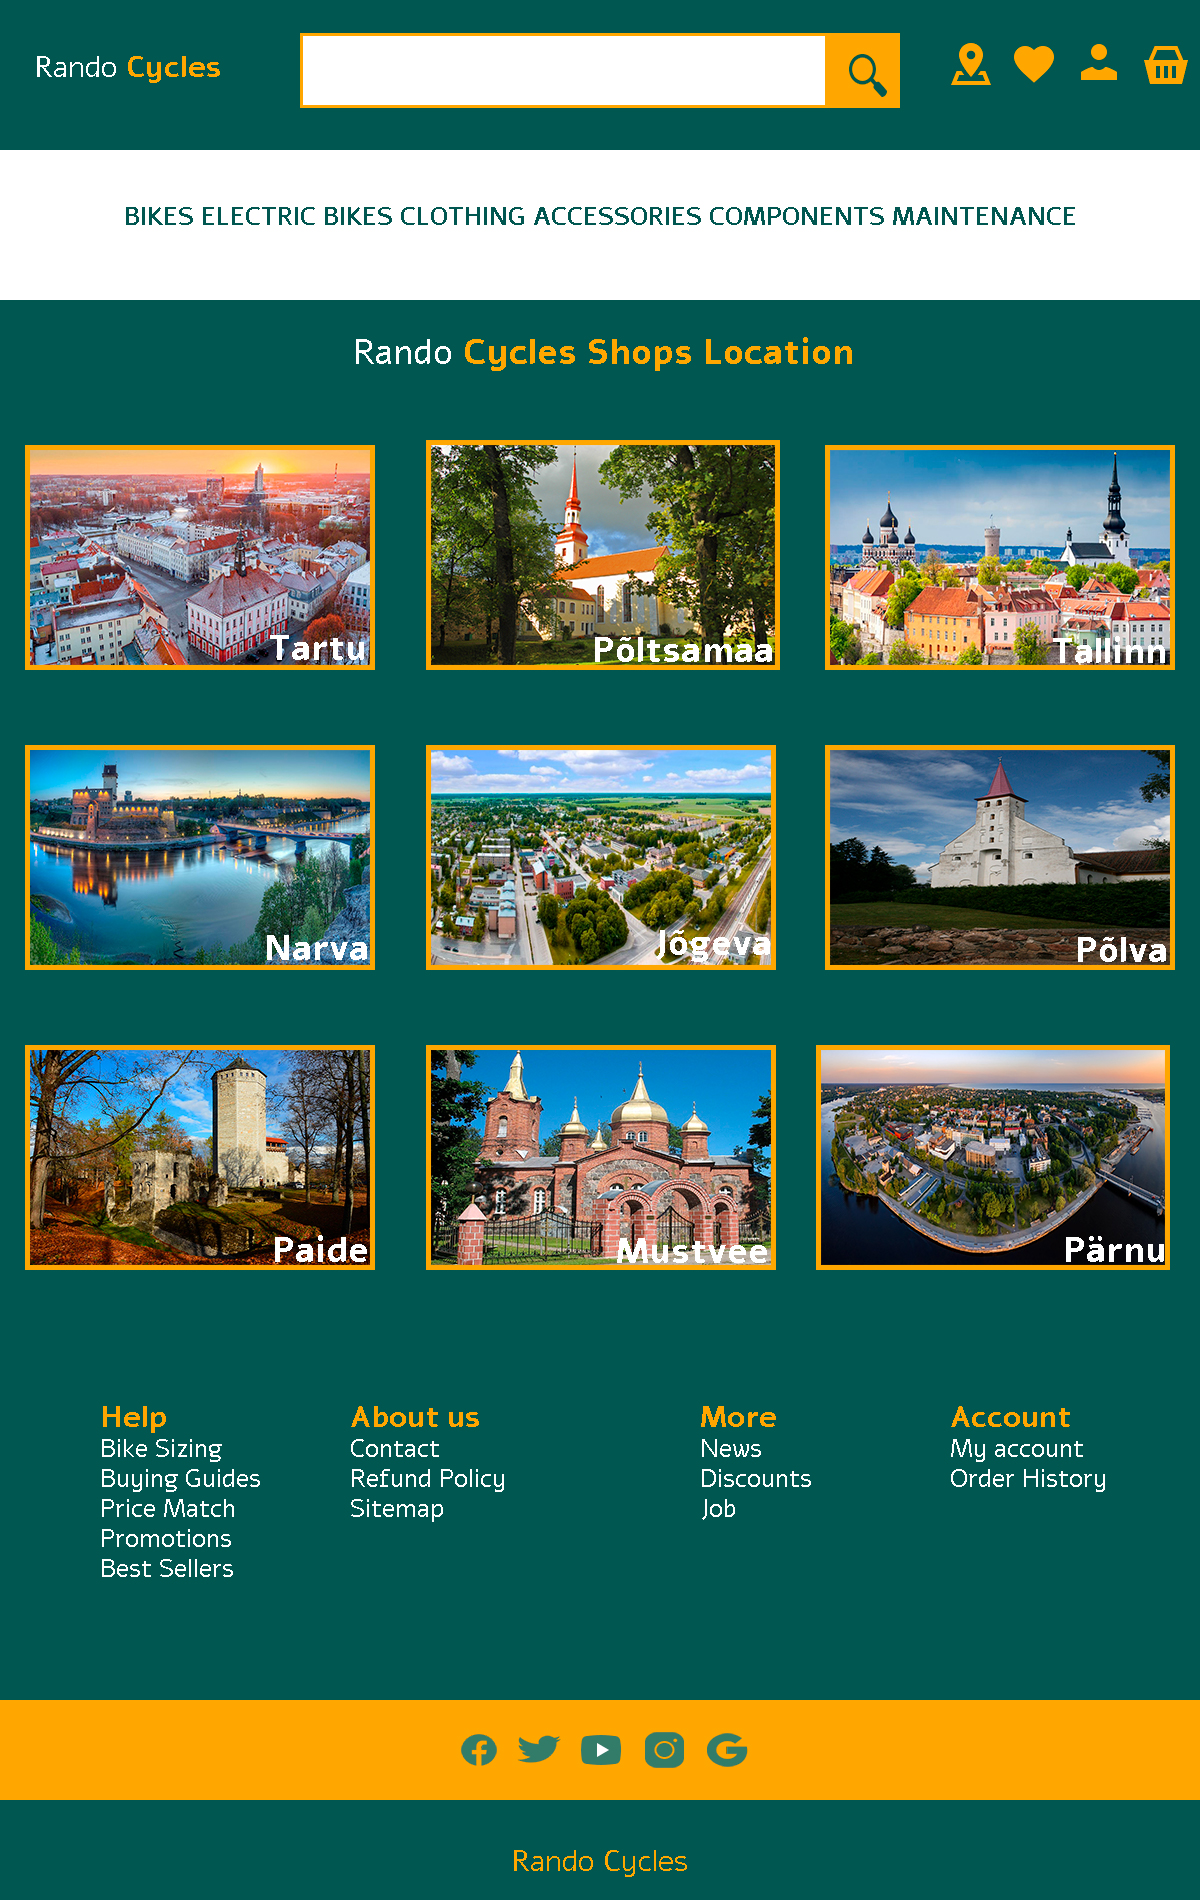 Rando Cycles
BIKES ELECTRIC BIKES CLOTHING ACCESSORIES COMPONENTS MAINTENANCE
Rando Cycles Shops Location
Tartu
Põltsamaa
Tallinn
Narva
Jõgeva
Põlva
Paide
Mustvee
Pärnu
Help
Bike Sizing
Buying Guides
Price Match
Promotions
Best Sellers
About us
Contact
Refund Policy
Sitemap
More
News
Discounts
Job
Account
My account
Order History
Rando Cycles